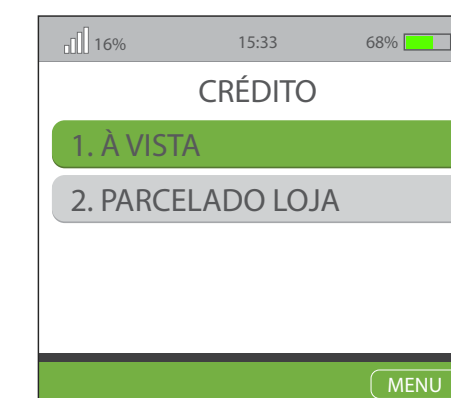 16% 15:33 68%
CRÉDITO
1. À VISTA
2. PARCELADO LOJA
MENU